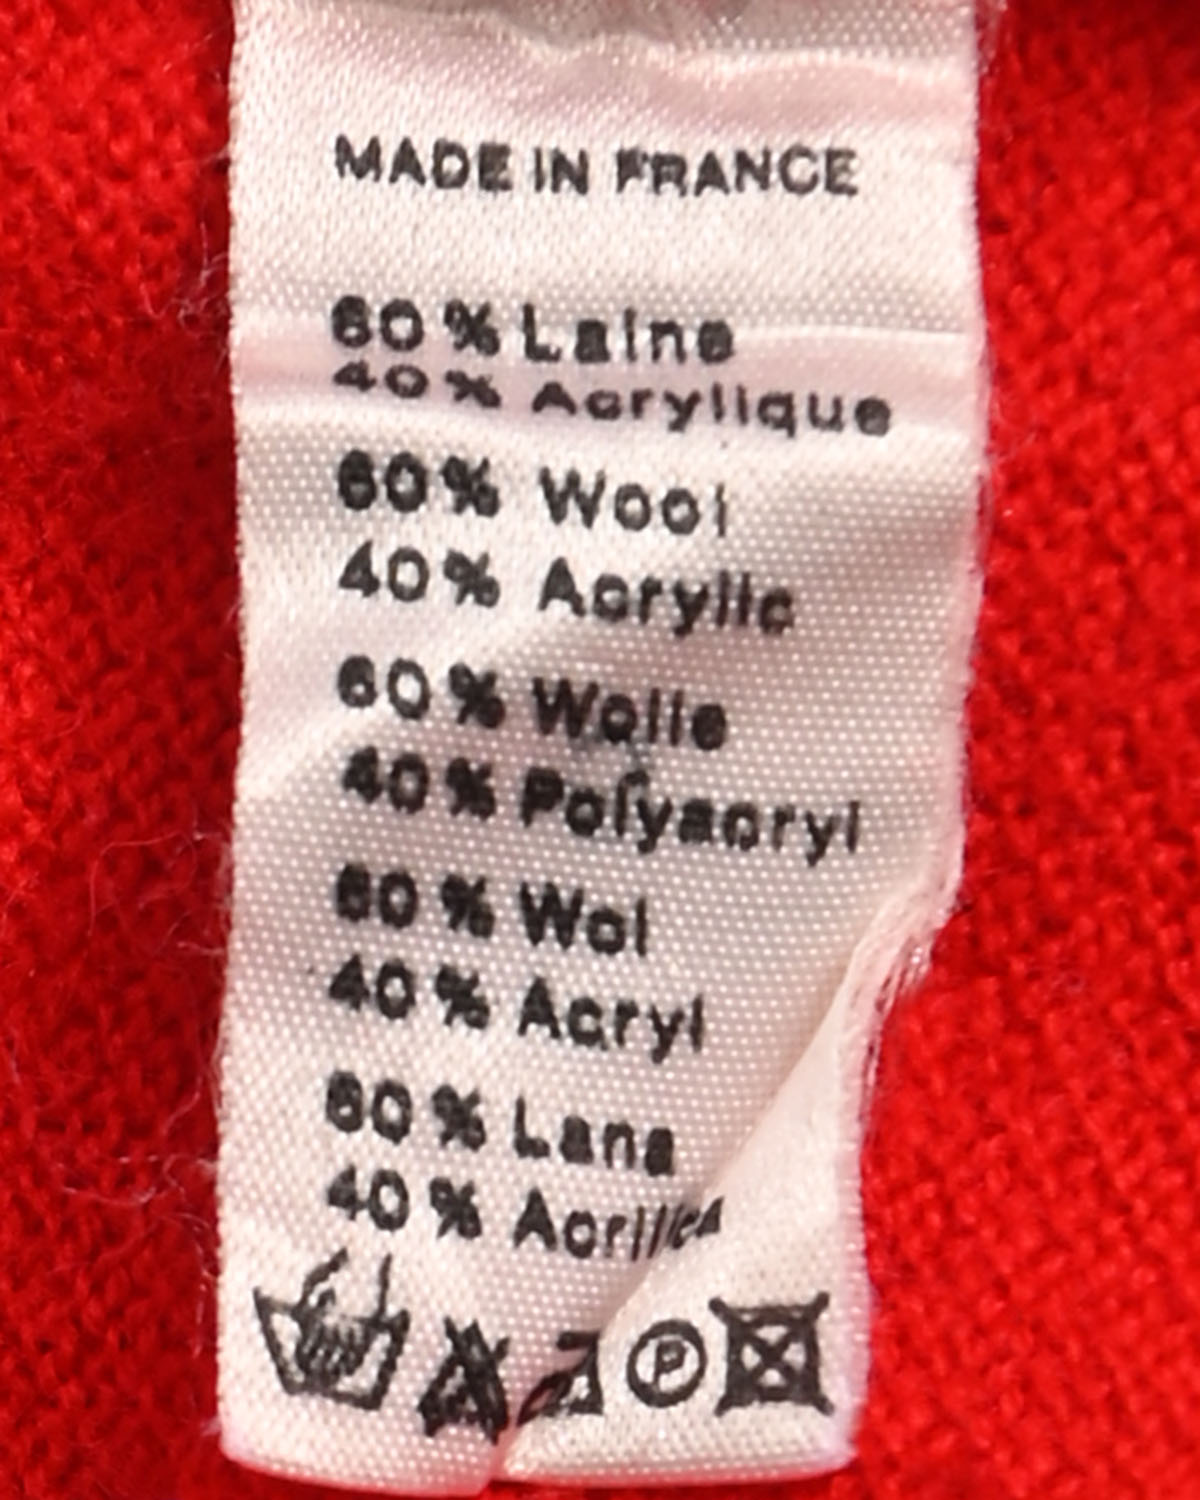 MADE IN FRANCE
60 % Laine
40 % Acrylique
60 % Wool
40 % Acrylic
60 % Wolle
40 % Polyacryl
60 % Wol
40 % Acryl
60 % Lana
40 % Acrilica
P